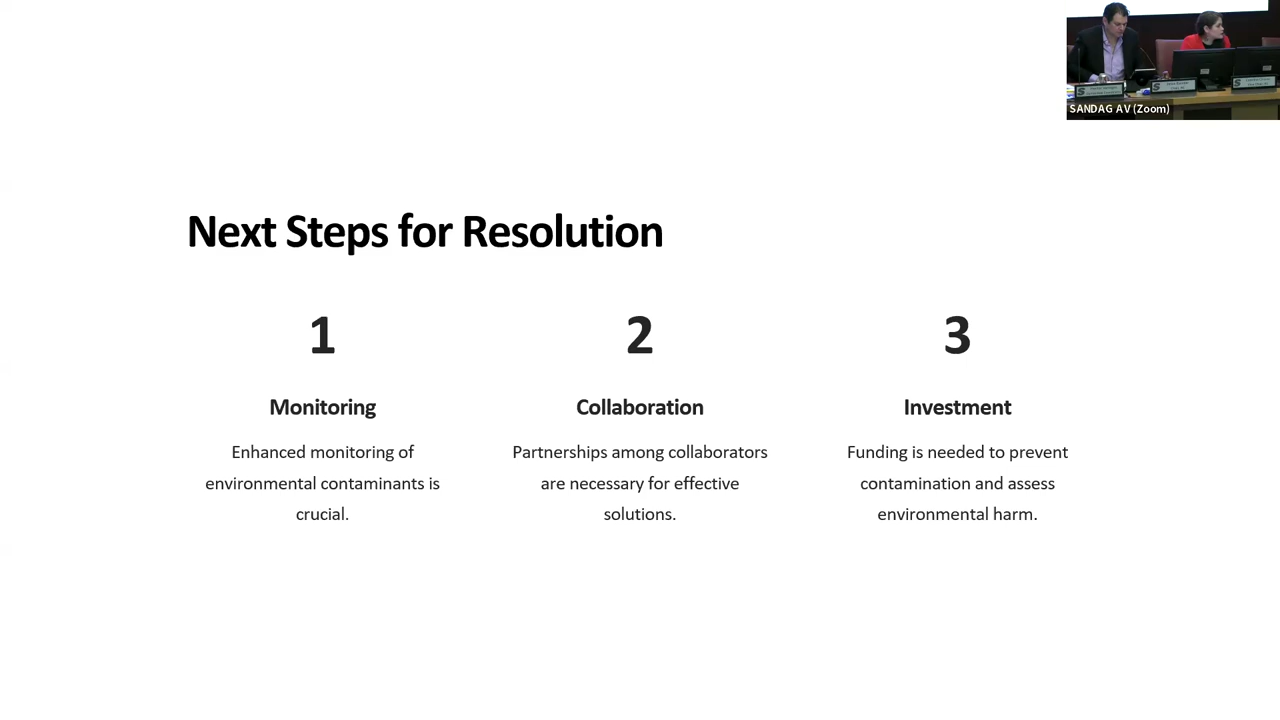 SANDAG AV (Zoom)
Next Steps for Resolution
1
Monitoring
Enhanced monitoring of
environmental contaminants is
crucial.
2
Collaboration
Partnerships among collaborators
are necessary for effective
solutions.
3
Investment
Funding is needed to prevent
contamination and assess
environmental harm.